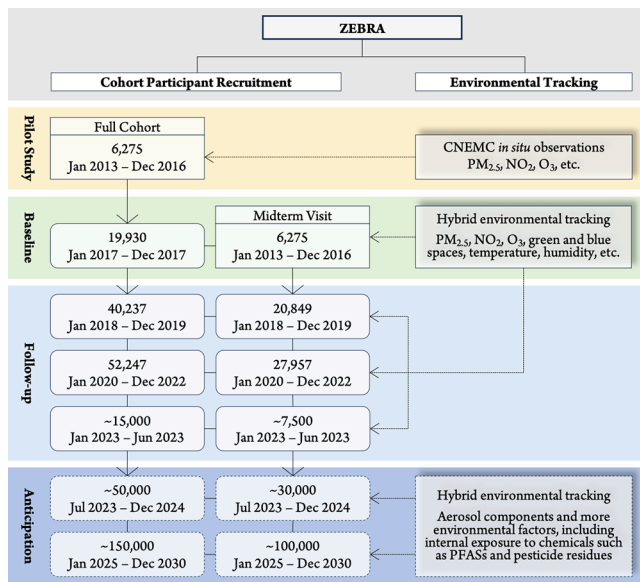 ZEBRA
Cohort Participant Recruitment
Environmental Tracking
Pilot Study
Full Cohort
6,275
Jan 2013 – Dec 2016
CNEMC in situ observations
PM2.5, NO2, O3, etc.
Baseline
19,930
Jan 2017 – Dec 2017
Midterm Visit
6,275
Jan 2013 – Dec 2016
Hybrid environmental tracking
PM2.5, NO2, O3, green and blue
spaces, temperature, humidity, etc.
Follow-up
40,237
Jan 2018 – Dec 2019
20,849
Jan 2018 – Dec 2019
52,247
Jan 2020 – Dec 2022
27,957
Jan 2020 – Dec 2022
~15,000
Jan 2023 – Jun 2023
~7,500
Jan 2023 – Jun 2023
Anticipation
~50,000
Jul 2023 – Dec 2024
~30,000
Jul 2023 – Dec 2024
~150,000
Jan 2025 – Dec 2030
~100,000
Jan 2025 – Dec 2030
Hybrid environmental tracking
Aerosol components and more
environmental factors, including
internal exposure to chemicals such
as PFASs and pesticide residues